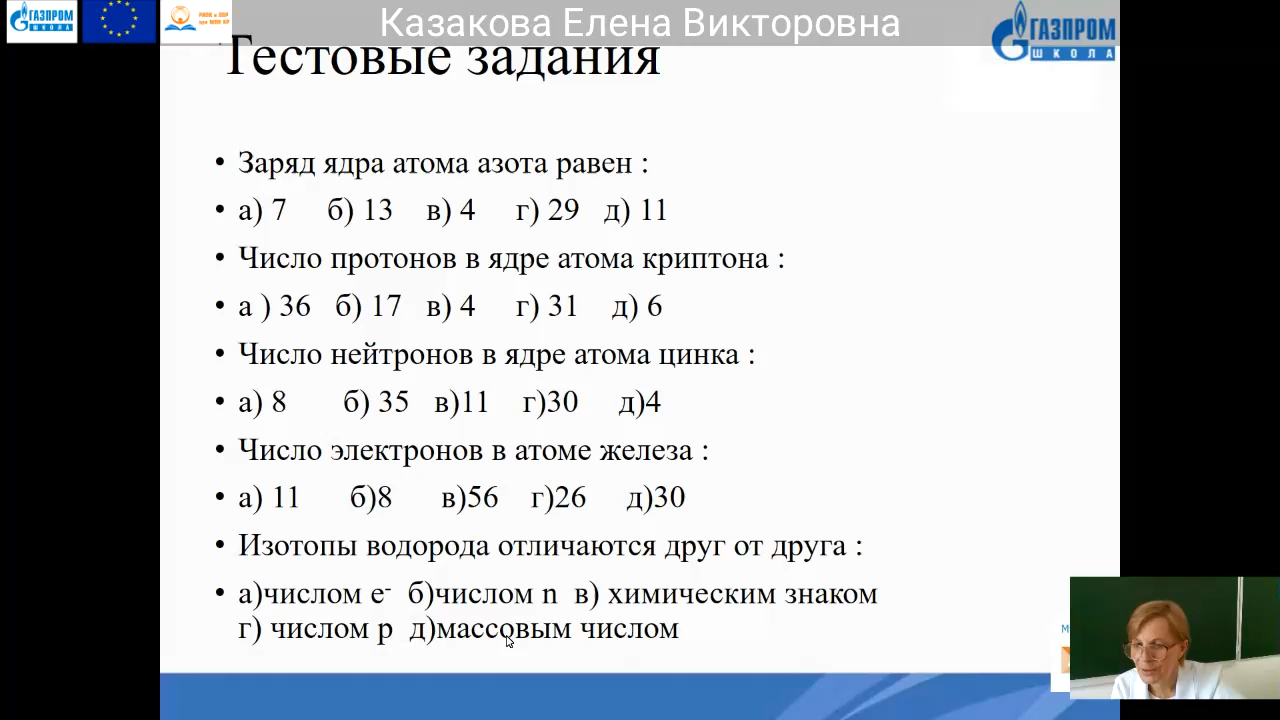 ГАЗПРОМ
ШКОЛА
Казакова Елена Викторовна
ГАЗПРОМ
ШКОЛА
Тестовые задания
• Заряд ядра атома азота равен :
• а) 7 б) 13 в) 4 г) 29 д) 11
• Число протонов в ядре атома криптона :
• а ) 36 б) 17 в) 4 г) 31 д) 6
• Число нейтронов в ядре атома цинка :
• а) 8 б) 35 в)11 г)30 д)4
• Число электронов в атоме железа :
• а) 11 б)8 в)56 г)26 д)30
• Изотопы водорода отличаются друг от друга :
• а)числом е⁻ б)числом n в) химическим знаком
г) числом р д)массовым числом